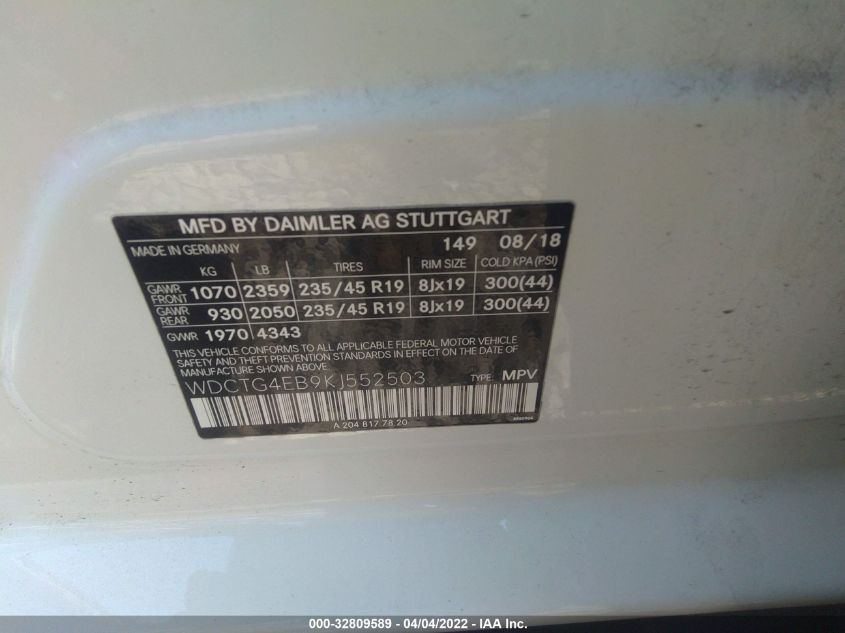 MFD BY DAIMLER AG STUTTGART
MADE IN GERMANY 149 08/18
KG LB TIRES RIM SIZE COLD KPA (PSI)
GAWR FRONT 1070 2359 235/45 R19 8Jx19 300(44)
GAWR REAR 930 2050 235/45 R19 8Jx19 300(44)
GVWR 1970 4343
THIS VEHICLE CONFORMS TO ALL APPLICABLE FEDERAL MOTOR VEHICLE
SAFETY AND THEFT STANDARDS IN EFFECT ON THE DATE OF
MANUFACTURE SHOWN ABOVE.
WDCTG4EB9KJ552503 TYPE: MPV
A 204 817.78.20
000-32809589 - 04/04/2022 - IAA Inc.